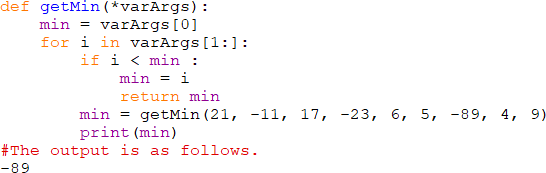 def getMin(*varArgs):
    min = varArgs[0]
    for i in varArgs[1:]:
        if i < min :
            min = i
            return min
        min = getMin(21, -11, 17, -23, 6, 5, -89, 4, 9)
        print(min)
#The output is as follows.
-89